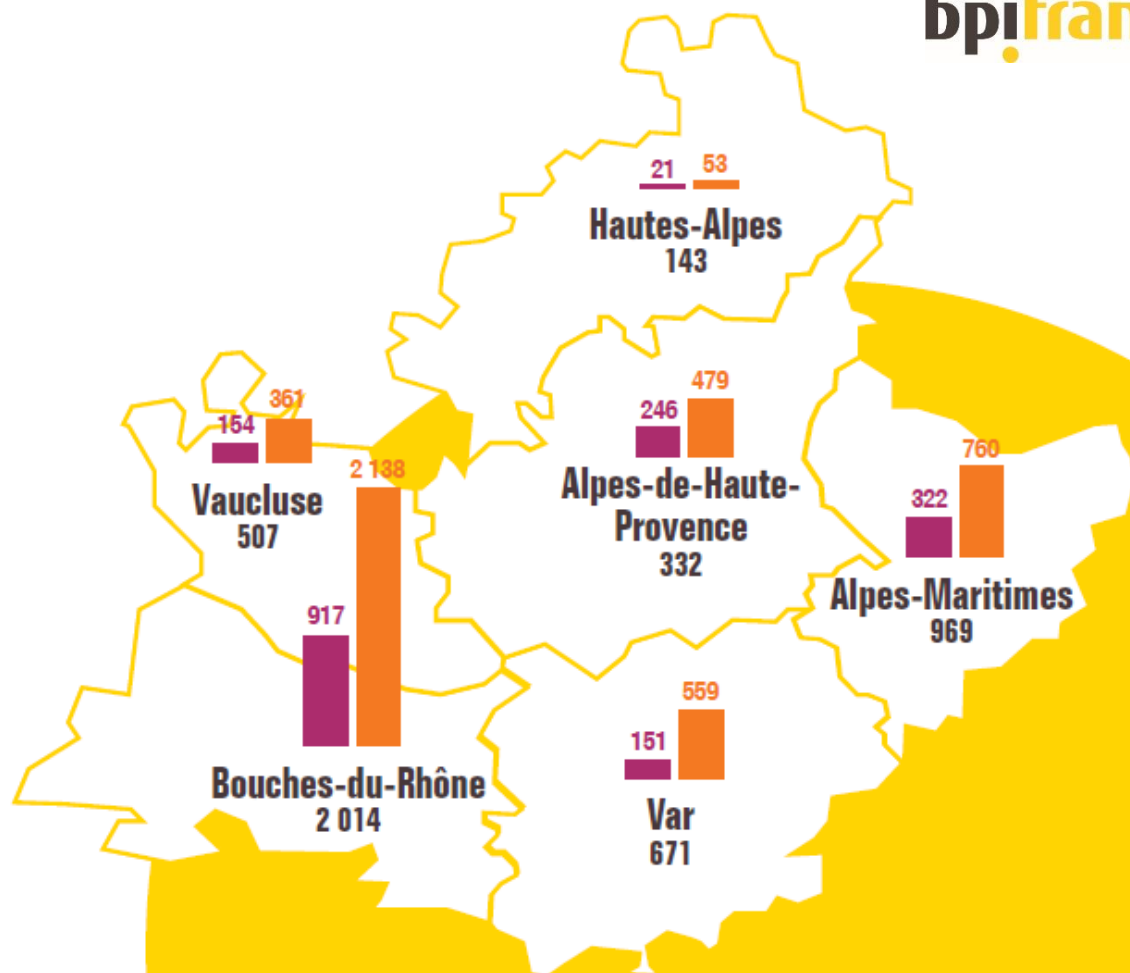 bpifran
21 53
Hautes-Alpes
143
246 479
Alpes-de-Haute-
Provence
332
154 361
Vaucluse
507
322 760
Alpes-Maritimes
969
917 2 138
Bouches-du-Rhône
2 014
151 559
Var
671